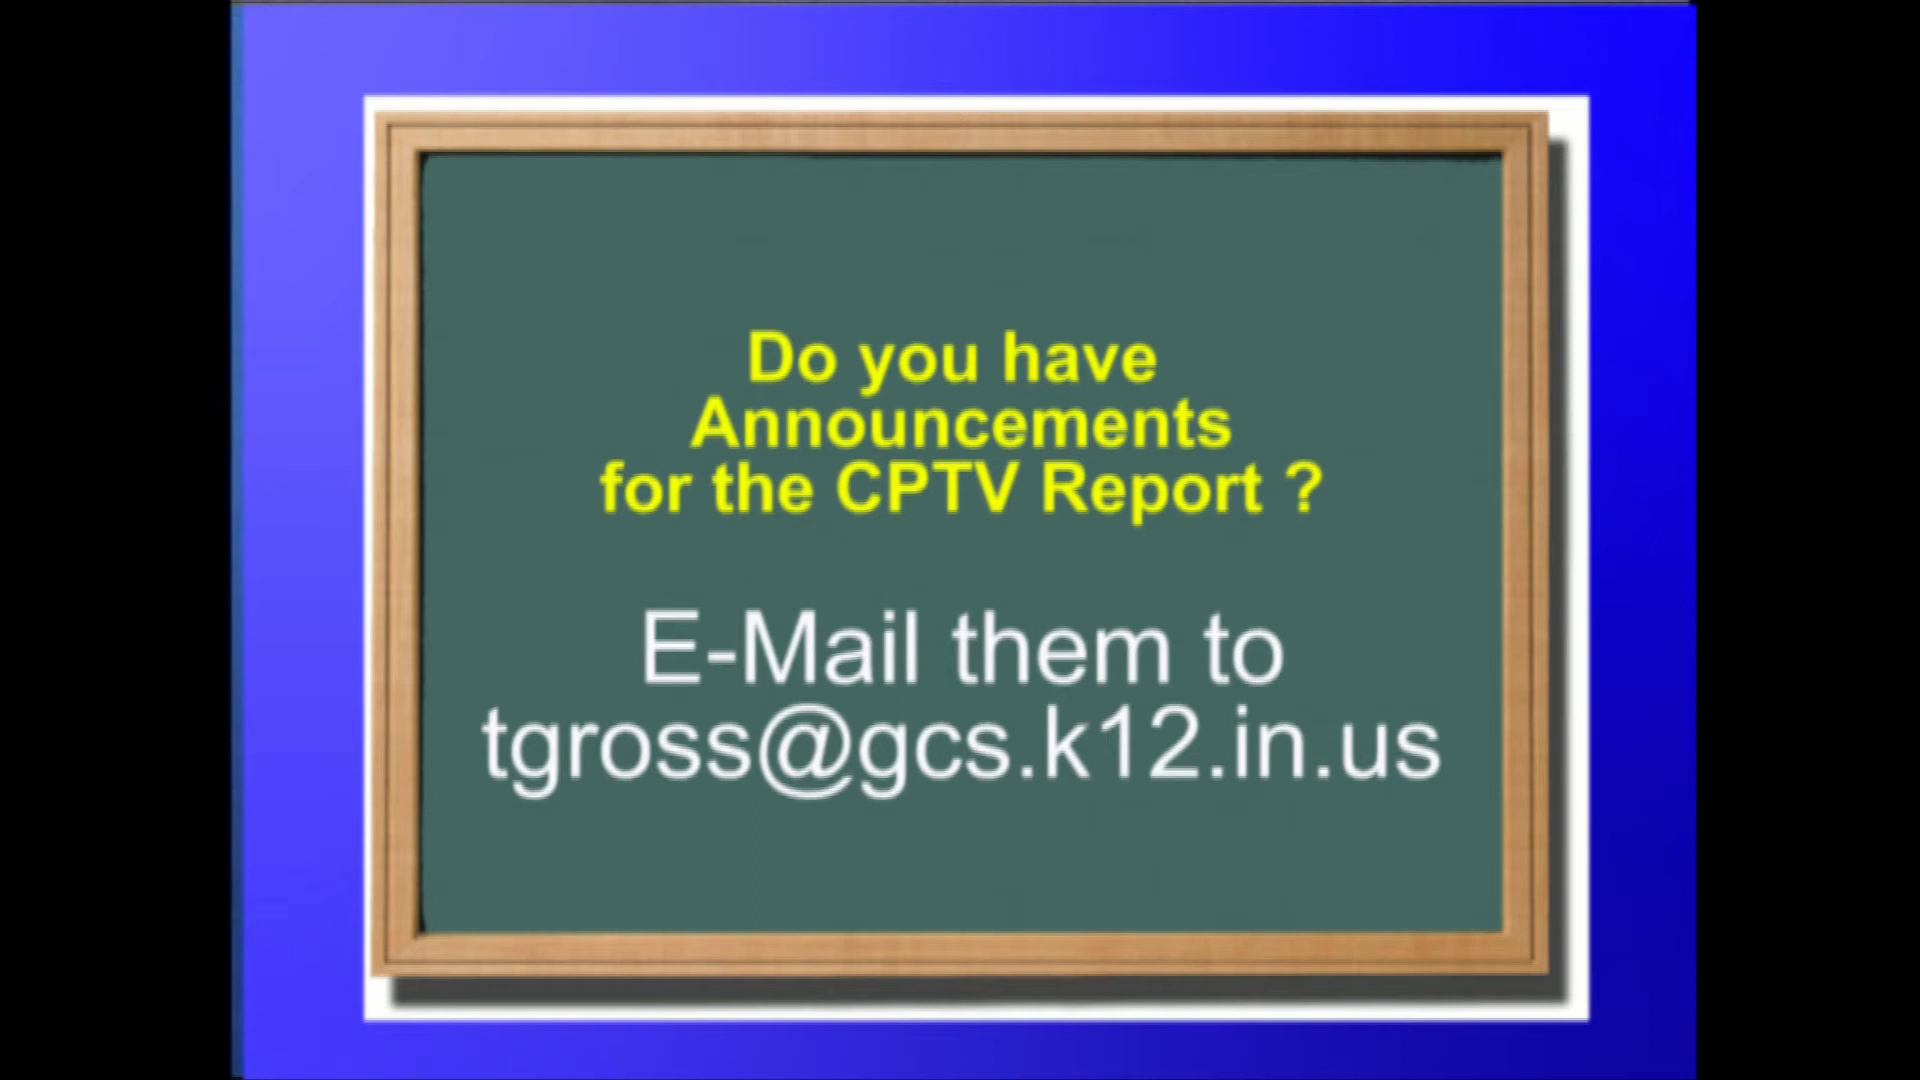 Do you have
Announcements
for the CPTV Report ?
E-Mail them to
tgross@gcs.k12.in.us